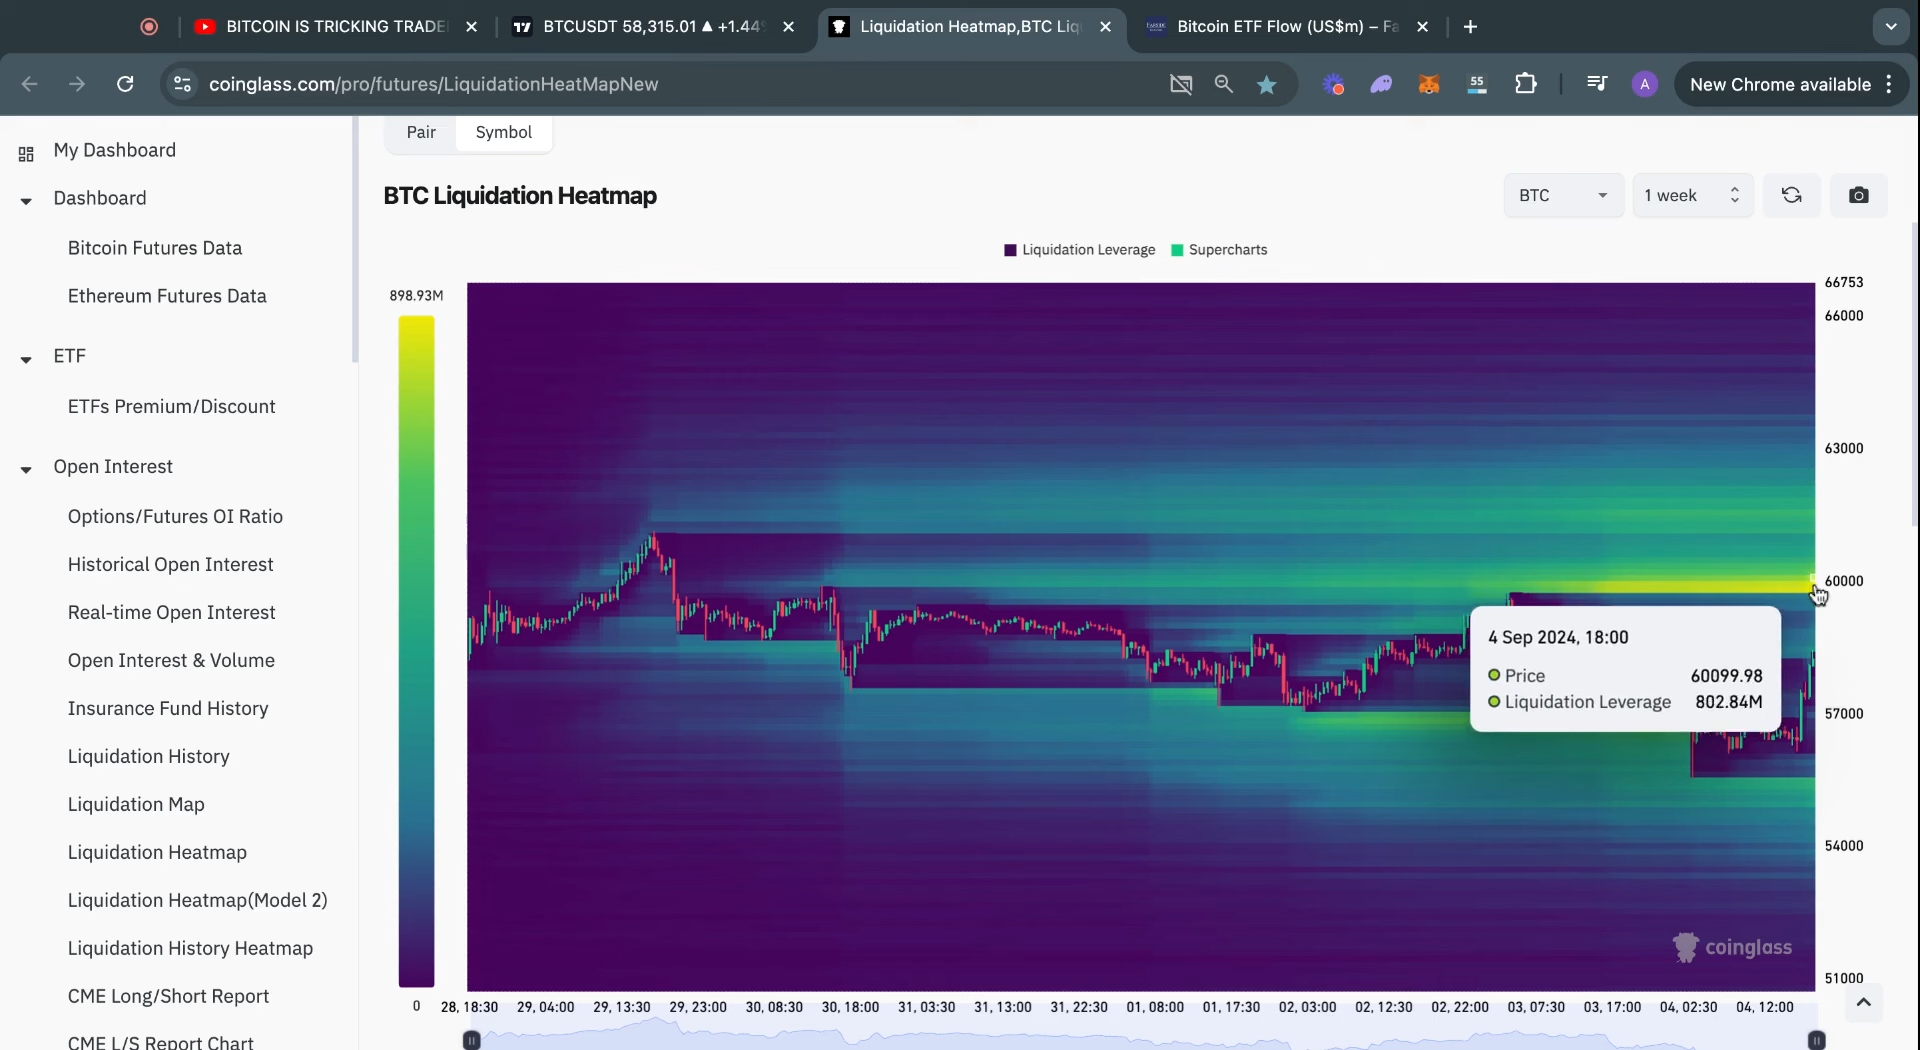 BITCOIN IS TRICKING TRADE
BTCUSDT 58,315.01 ▲ +1.44%
Liquidation Heatmap,BTC Liq
Bitcoin ETF Flow (US$m) – Fa
coinglass.com/pro/futures/LiquidationHeatMapNew
55
A
New Chrome available
Pair
Symbol
My Dashboard
Dashboard
Bitcoin Futures Data
Ethereum Futures Data
ETF
ETFs Premium/Discount
Open Interest
Options/Futures OI Ratio
Historical Open Interest
Real-time Open Interest
Open Interest & Volume
Insurance Fund History
Liquidation History
Liquidation Map
Liquidation Heatmap
Liquidation Heatmap(Model 2)
Liquidation History Heatmap
CME Long/Short Report
CME L/S Report Chart
BTC Liquidation Heatmap
BTC
1 week
Liquidation Leverage
Supercharts
898.93M
0
66753
66000
63000
60000
57000
54000
51000
4 Sep 2024, 18:00
Price 60099.98
Liquidation Leverage 802.84M
coinglass
28, 18:30 29, 04:00 29, 13:30 29, 23:00 30, 08:30 30, 18:00 31, 03:30 31, 13:00 31, 22:30 01, 08:00 01, 17:30 02, 03:00 02, 12:30 02, 22:00 03, 07:30 03, 17:00 04, 02:30 04, 12:00